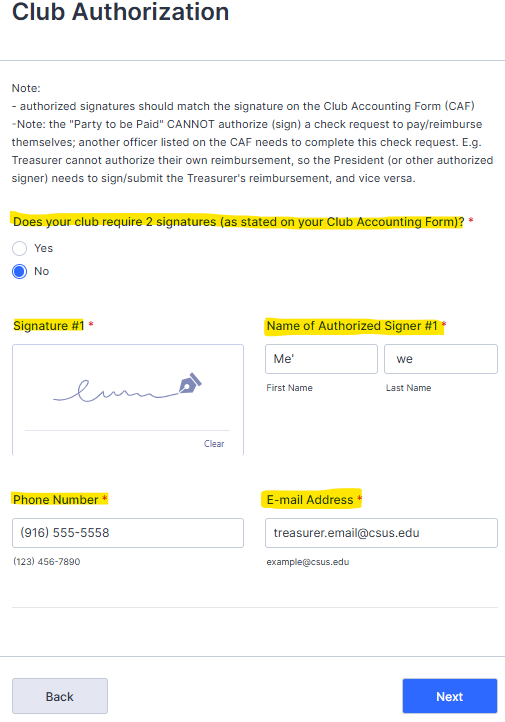 Club Authorization
Note:
- authorized signatures should match the signature on the Club Accounting Form (CAF)
-Note: the "Party to be Paid" CANNOT authorize (sign) a check request to pay/reimburse
themselves; another officer listed on the CAF needs to complete this check request. E.g.
Treasurer cannot authorize their own reimbursement, so the President (or other authorized
signer) needs to sign/submit the Treasurer's reimbursement, and vice versa.
Does your club require 2 signatures (as stated on your Club Accounting Form)? *
Yes
No
Signature #1 *
Clear
Name of Authorized Signer #1 *
Me' we
First Name Last Name
Phone Number *
(916) 555-5558
(123) 456-7890
E-mail Address *
treasurer.email@csus.edu
example@csus.edu
Back Next